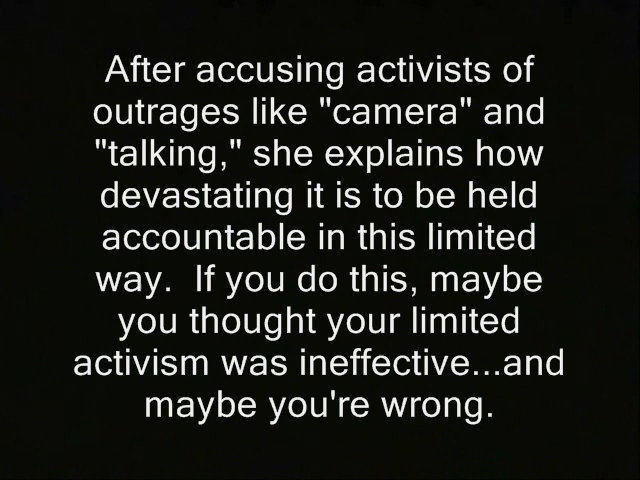 After accusing activists of
outrages like "camera" and
"talking," she explains how
devastating it is to be held
accountable in this limited
way.  If you do this, maybe
you thought your limited
activism was ineffective...and
maybe you're wrong.